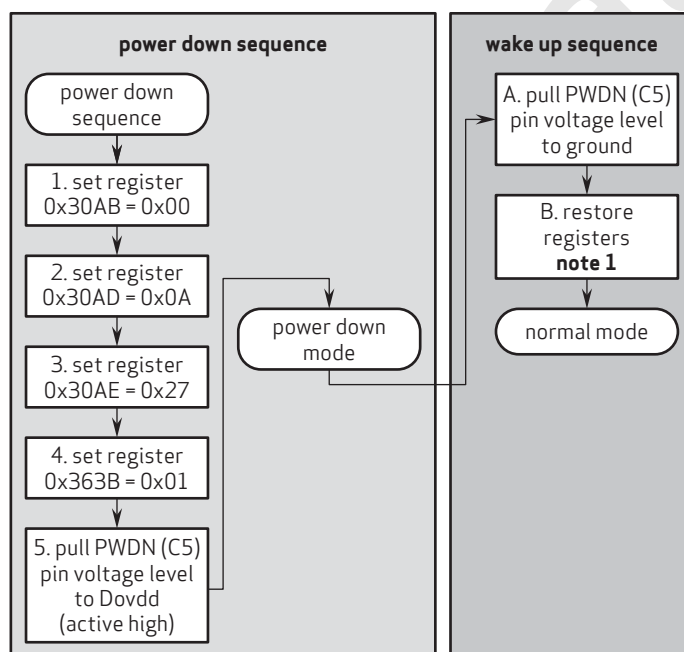 power down sequence
power down
sequence
1. set register
0x30AB = 0x00
2. set register
0x30AD = 0x0A
3. set register
0x30AE = 0x27
4. set register
0x363B = 0x01
5. pull PWDN (C5)
pin voltage level
to Dovdd
(active high)
power down
mode
wake up sequence
A. pull PWDN (C5)
pin voltage level
to ground
B. restore
registers
note 1
normal mode